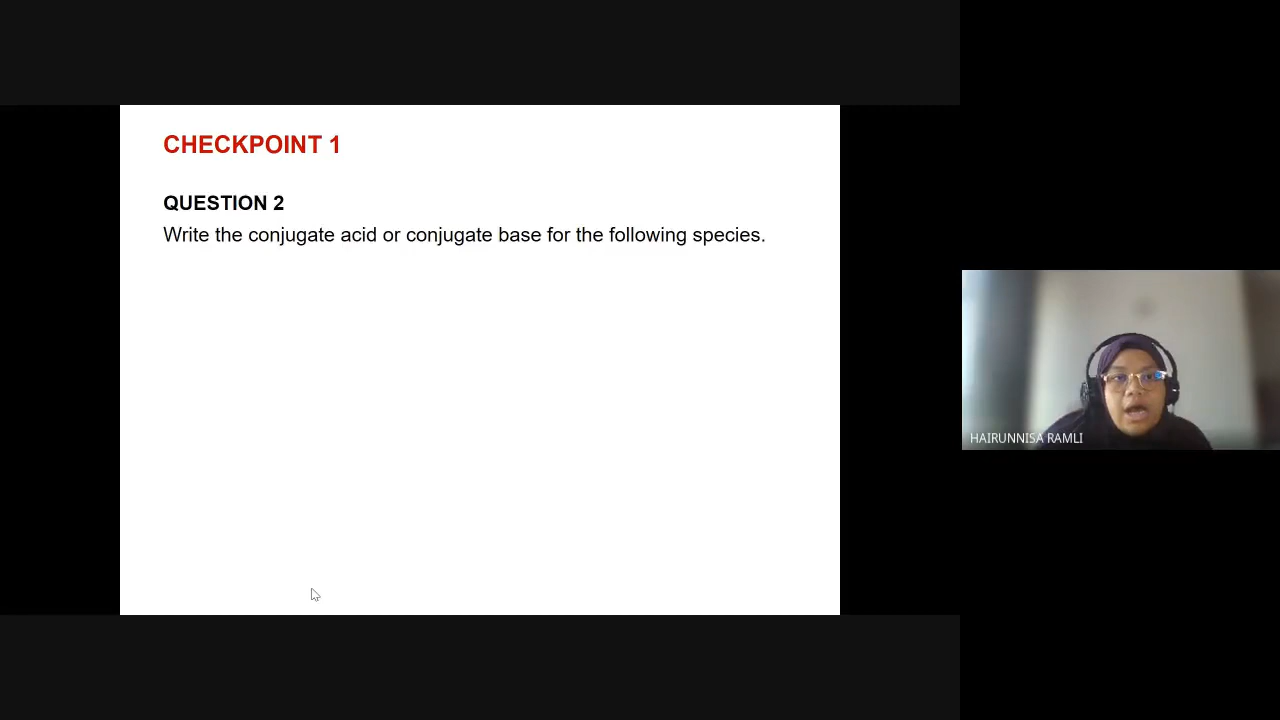 CHECKPOINT 1
QUESTION 2
Write the conjugate acid or conjugate base for the following species.
HAIRUNNISA RAMLI